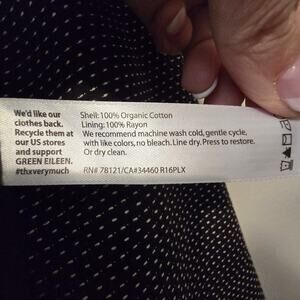 We'd like our
clothes back.
Recycle them at
our US stores
and support
GREEN EILEEN.
#thxverymuch
Shell: 100% Organic Cotton
Lining: 100% Rayon
We recommend machine wash cold, gentle cycle,
with like colors, no bleach. Line dry. Press to restore.
Or dry clean.
RN# 78121/CA#34460 R16PLX